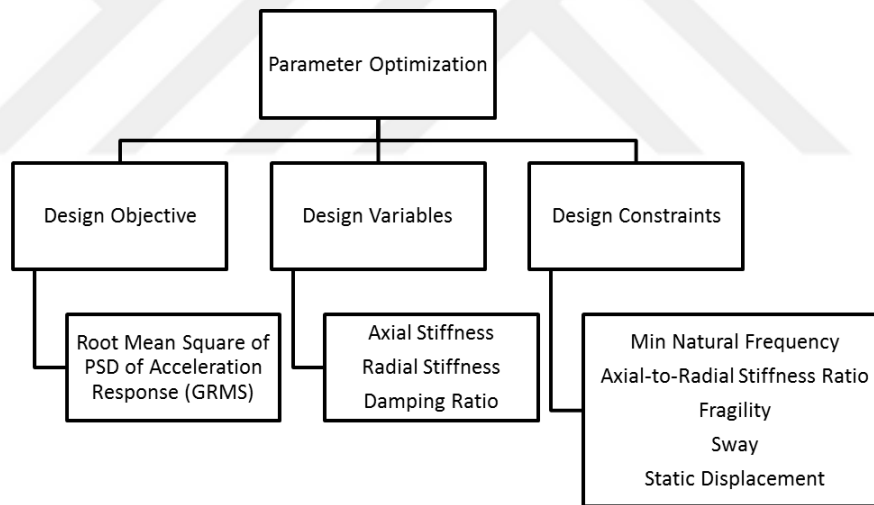 Parameter Optimization
Design Objective
Design Variables
Design Constraints
Root Mean Square of
PSD of Acceleration
Response (GRMS)
Axial Stiffness
Radial Stiffness
Damping Ratio
Min Natural Frequency
Axial-to-Radial Stiffness Ratio
Fragility
Sway
Static Displacement